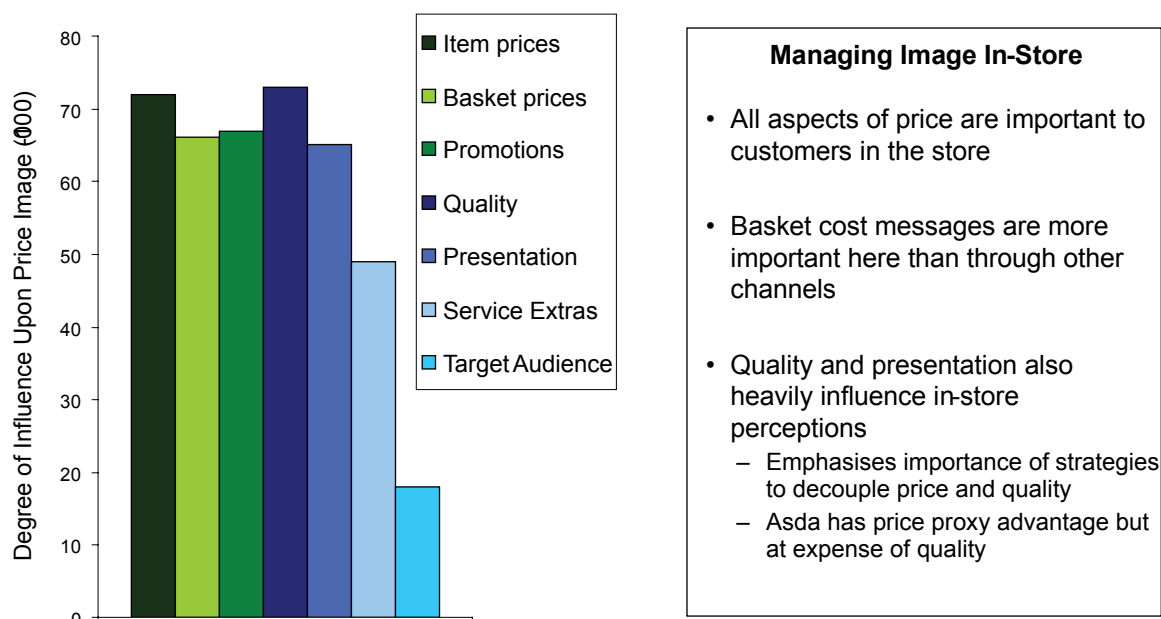 Degree of Influence Upon Price Image (000)
80
70
60
50
40
30
20
10
0
Item prices
Basket prices
Promotions
Quality
Presentation
Service Extras
Target Audience
Managing Image In-Store
• All aspects of price are important to
customers in the store
• Basket cost messages are more
important here than through other
channels
• Quality and presentation also
heavily influence in-store
perceptions
– Emphasises importance of strategies
to decouple price and quality
– Asda has price proxy advantage but
at expense of quality